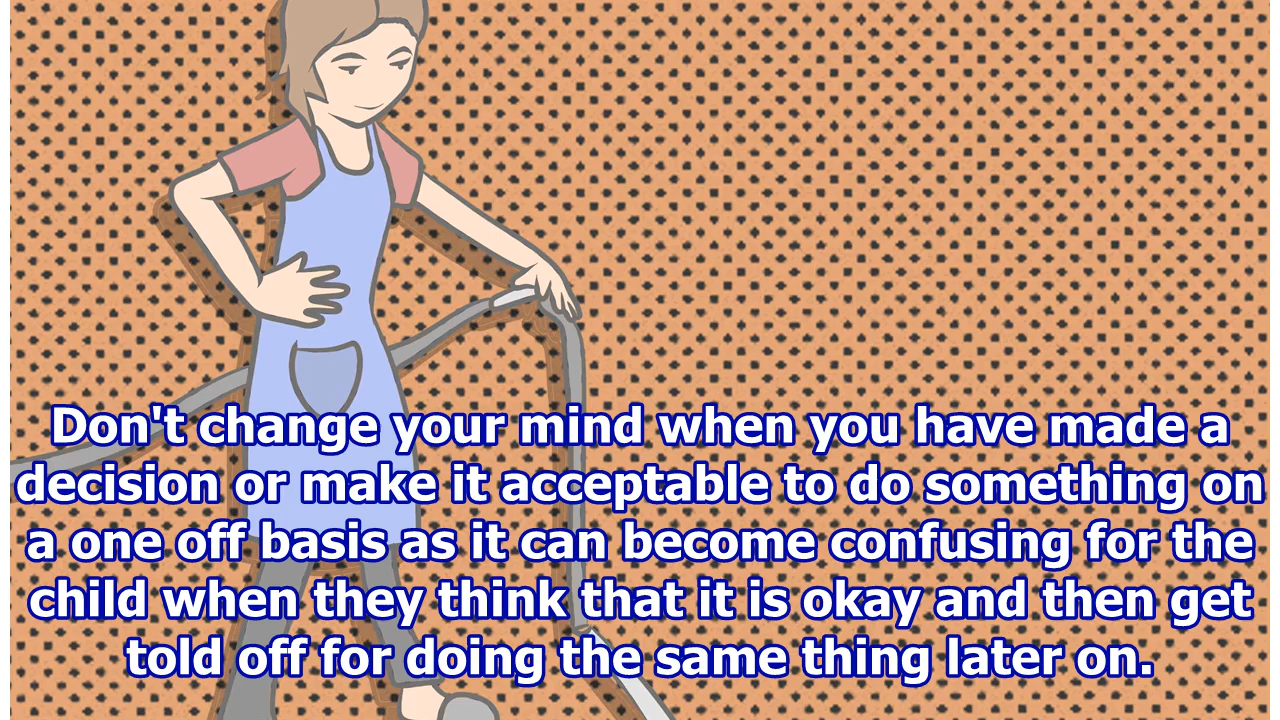 Don't change your mind when you have made a
decision or make it acceptable to do something on
a one off basis as it can become confusing for the
child when they think that it is okay and then get
told off for doing the same thing later on.